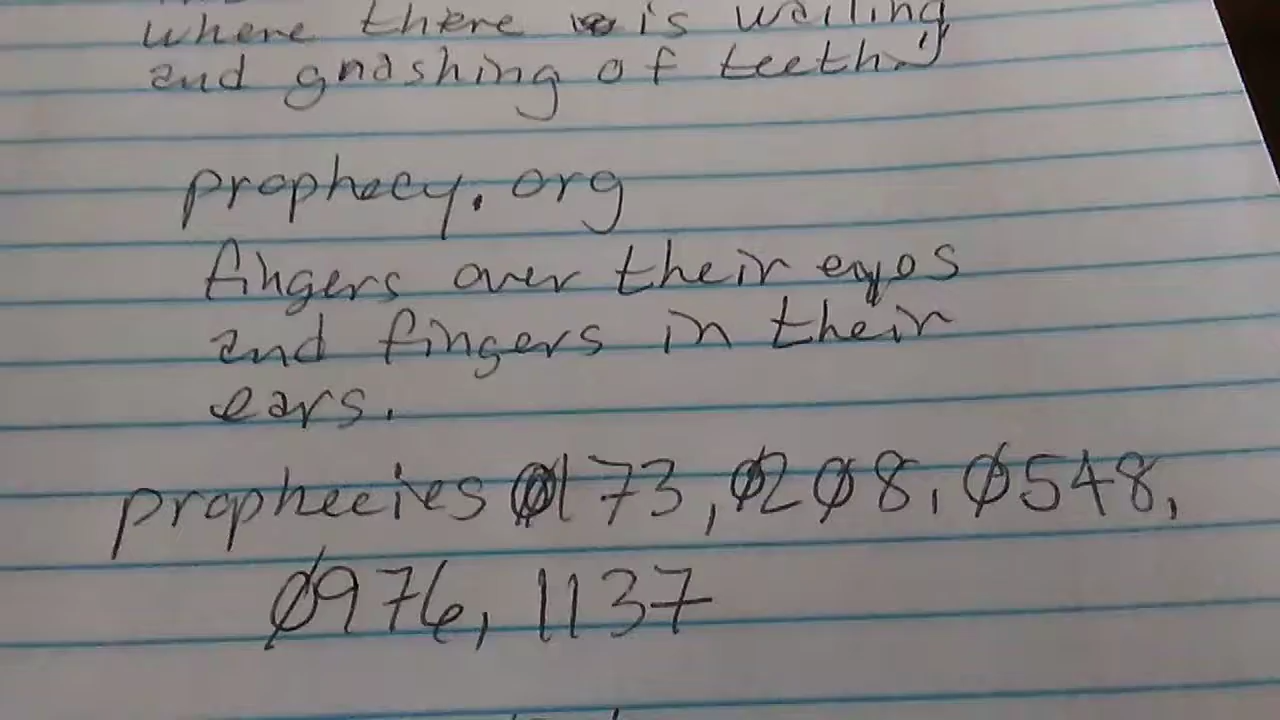 where there is wailing
and gnashing of teeth.
prophecy.org
fingers over their eyes
and fingers in their
ears.
prophecies 0173, 0208, 0548,
0976, 1137